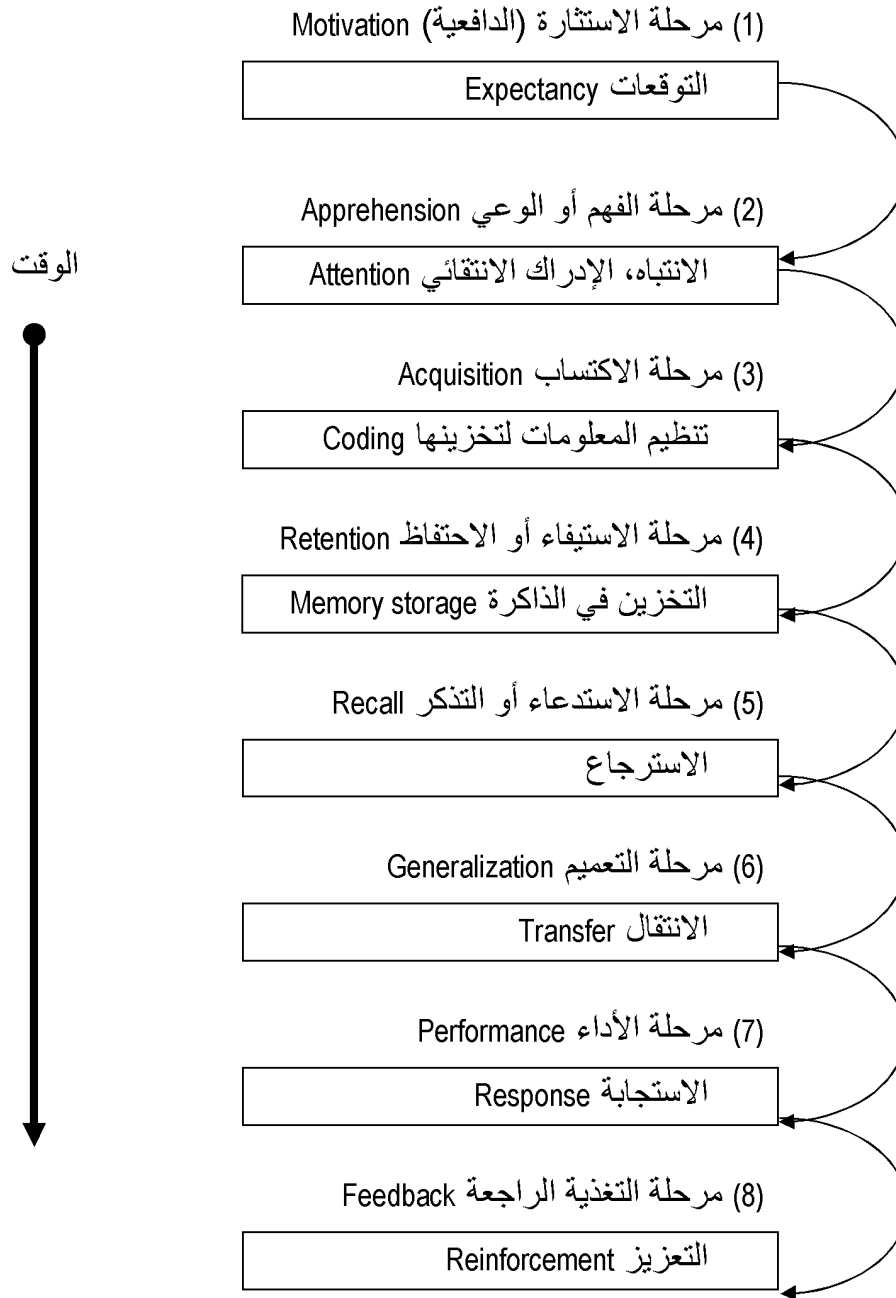 (1) مرحلة الاستثارة (الدافعية) Motivation
التوقعات Expectancy
(2) مرحلة الفهم أو الوعي Apprehension
الانتباه، الإدراك الانتقائي Attention
الوقت
(3) مرحلة الاكتساب Acquisition
تنظيم المعلومات لتخزينها Coding
(4) مرحلة الاستيفاء أو الاحتفاظ Retention
التخزين في الذاكرة Memory storage
(5) مرحلة الاستدعاء أو التذكر Recall
الاسترجاع
(6) مرحلة التعميم Generalization
الانتقال Transfer
(7) مرحلة الأداء Performance
الاستجابة Response
(8) مرحلة التغذية الراجعة Feedback
التعزيز Reinforcement